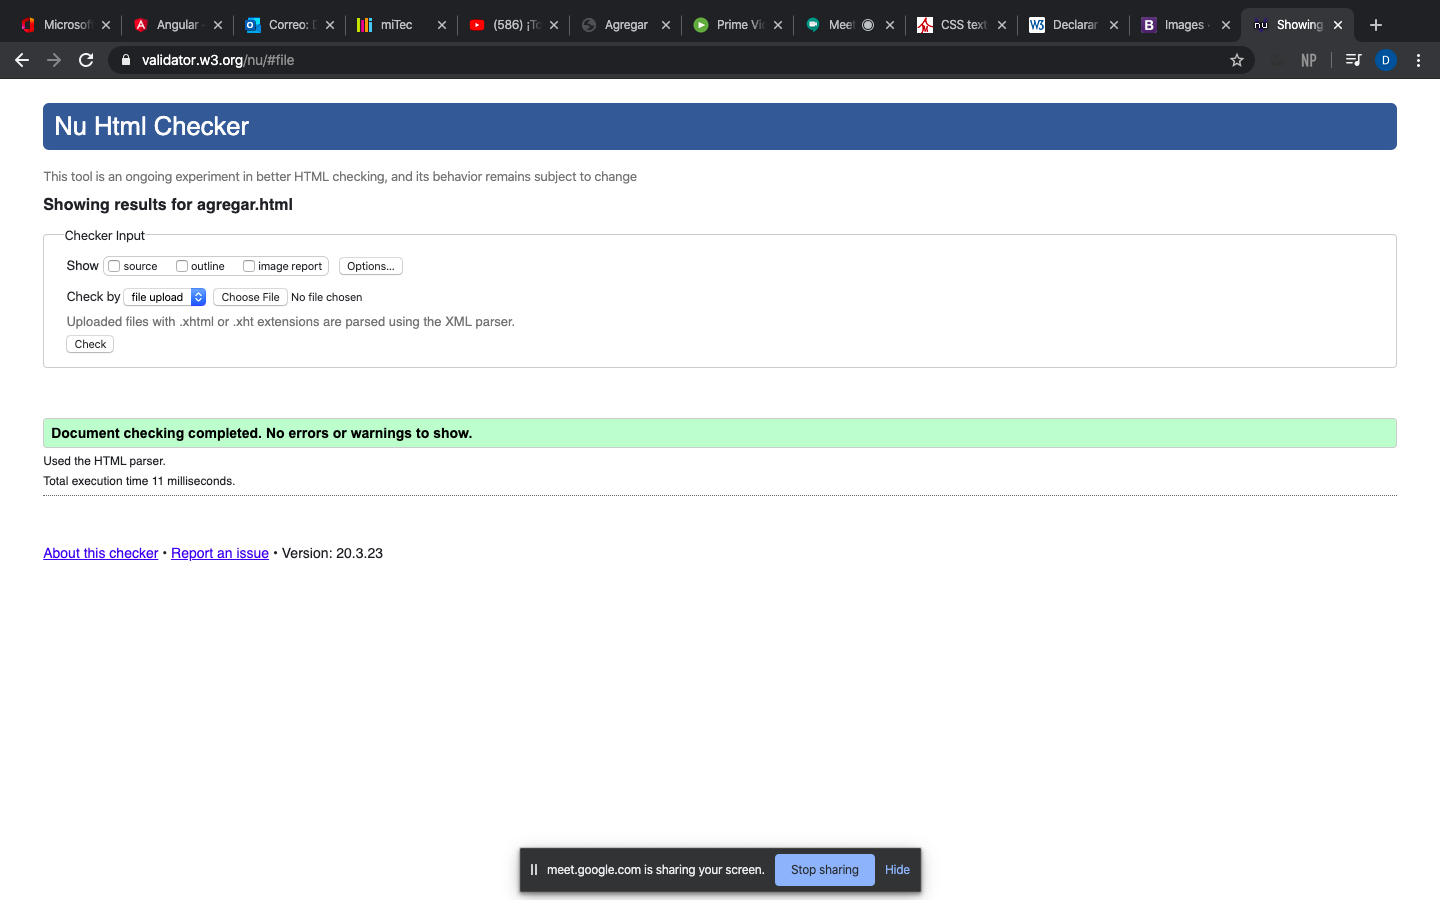 Microsoft Angular Correo: D miTec (586) ¡To Agregar Prime Vi Meet CSS text W3 Declarar B Images nu Showing
validator.w3.org/nu/#file NP D
Nu Html Checker
This tool is an ongoing experiment in better HTML checking, and its behavior remains subject to change
Showing results for agregar.html
Checker Input
Show source outline image report Options...
Check by file upload Choose File No file chosen
Uploaded files with .xhtml or .xht extensions are parsed using the XML parser.
Check
Document checking completed. No errors or warnings to show.
Used the HTML parser.
Total execution time 11 milliseconds.
About this checker • Report an issue • Version: 20.3.23
meet.google.com is sharing your screen. Stop sharing Hide